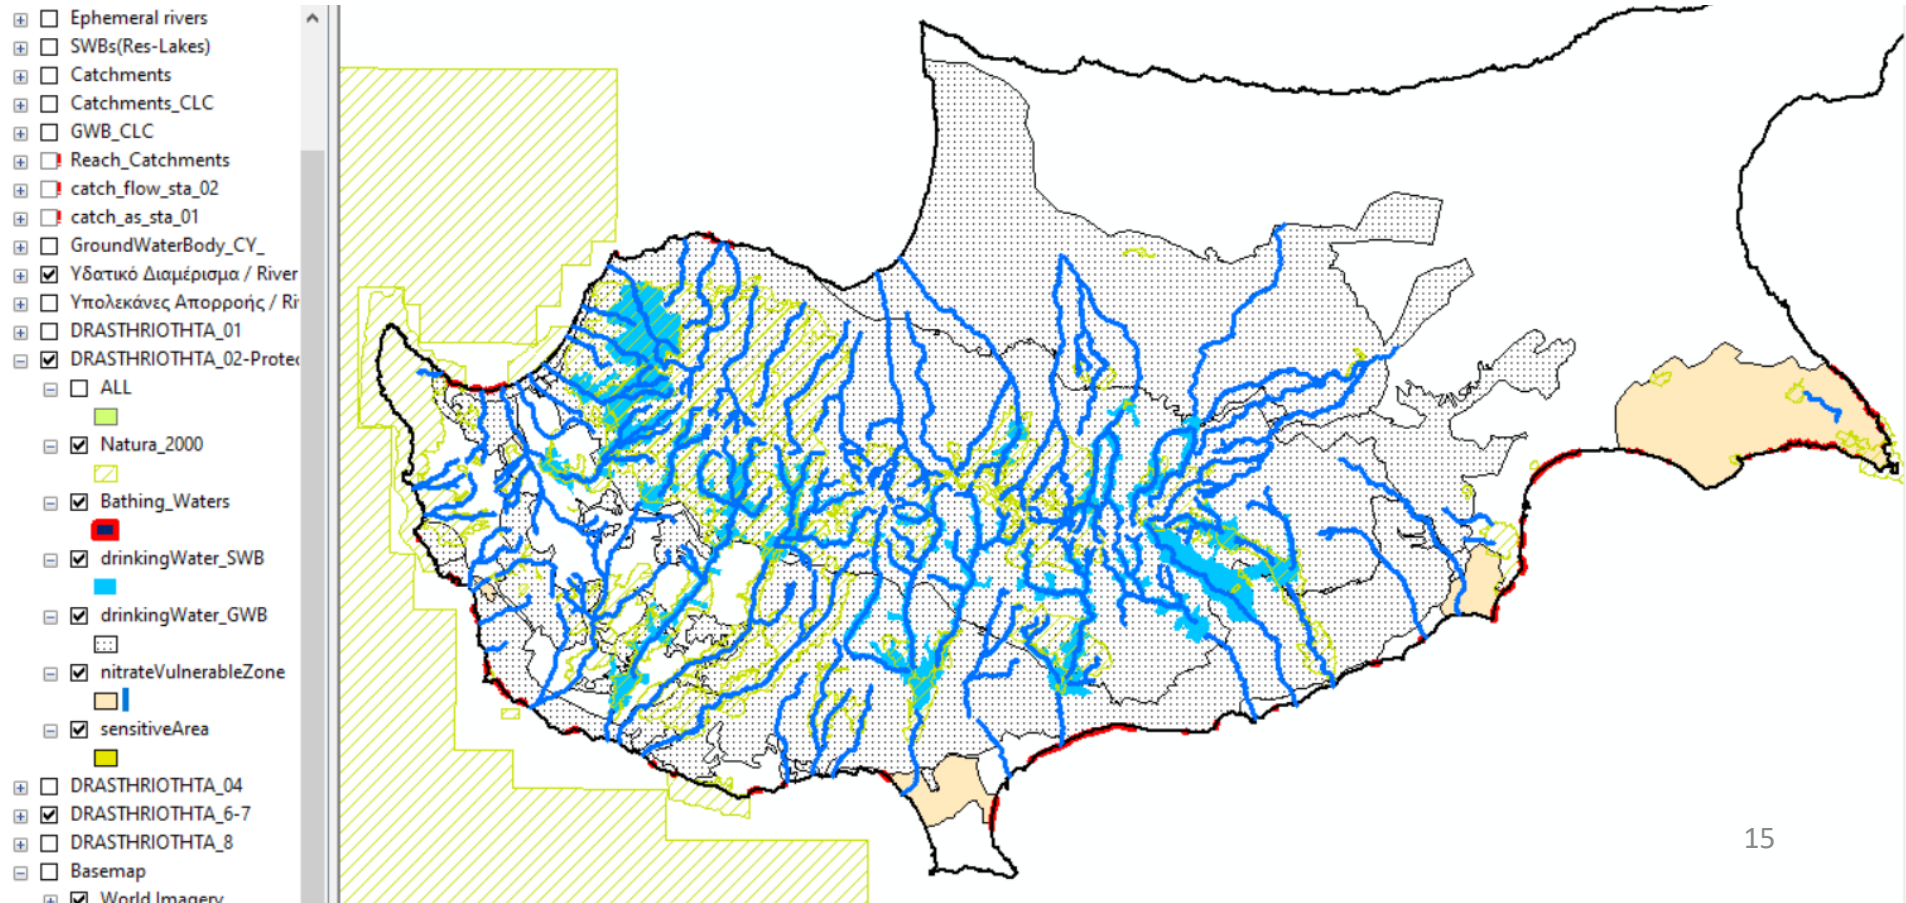 Ephemeral rivers
SWBs(Res-Lakes)
Catchments
Catchments_CLC
GWB_CLC
Reach_Catchments
catch_flow_sta_02
catch_as_sta_01
GroundWaterBody_CY_
Υδατικό Διαμέρισμα / River
Υπολεκάνες Απορροής / Ri
DRASTHRIOTHTA_01
DRASTHRIOTHTA_02-Protec
ALL
Natura_2000
Bathing_Waters
drinkingWater_SWB
drinkingWater_GWB
nitrateVulnerableZone
sensitiveArea
DRASTHRIOTHTA_04
DRASTHRIOTHTA_6-7
DRASTHRIOTHTA_8
Basemap
World Imagery
15